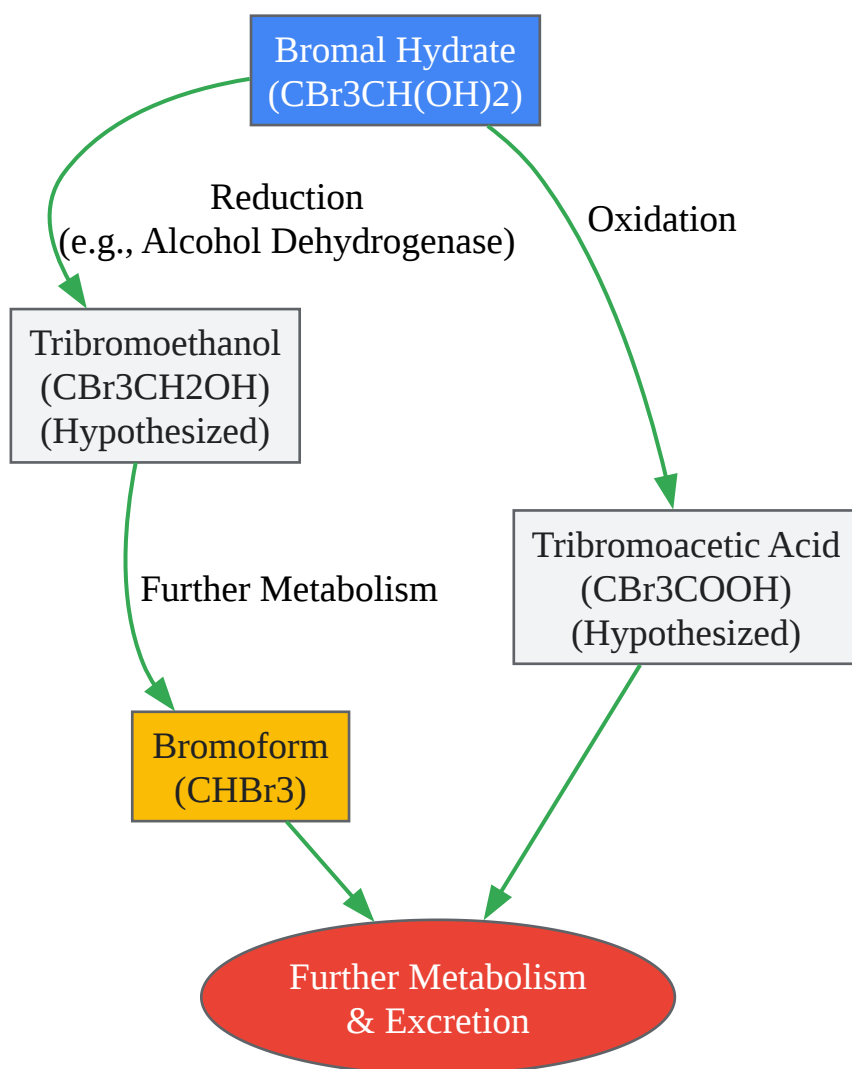 Bromal Hydrate
(CBr3CH(OH)2)
Reduction
(e.g., Alcohol Dehydrogenase)
Oxidation
Tribromoethanol
(CBr3CH2OH)
(Hypothesized)
Further Metabolism
Tribromoacetic Acid
(CBr3COOH)
(Hypothesized)
Bromoform
(CHBr3)
Further Metabolism
& Excretion